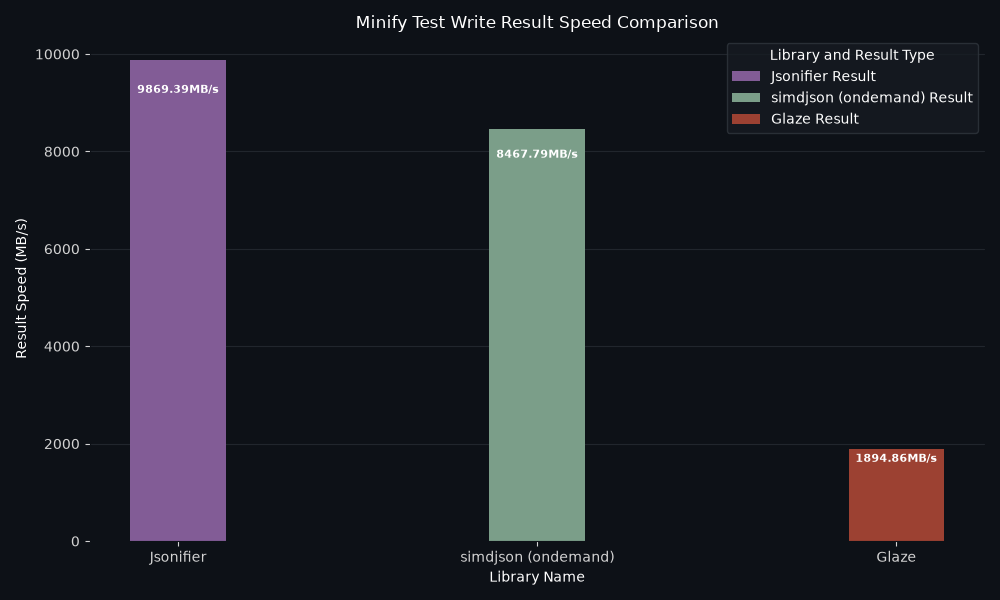 Minify Test Write Result Speed Comparison
Library and Result Type
Jsonifier Result
simdjson (ondemand) Result
Glaze Result
Result Speed (MB/s)
10000
8000
6000
4000
2000
0
9869.39MB/s
8467.79MB/s
1894.86MB/s
Jsonifier
simdjson (ondemand)
Glaze
Library Name